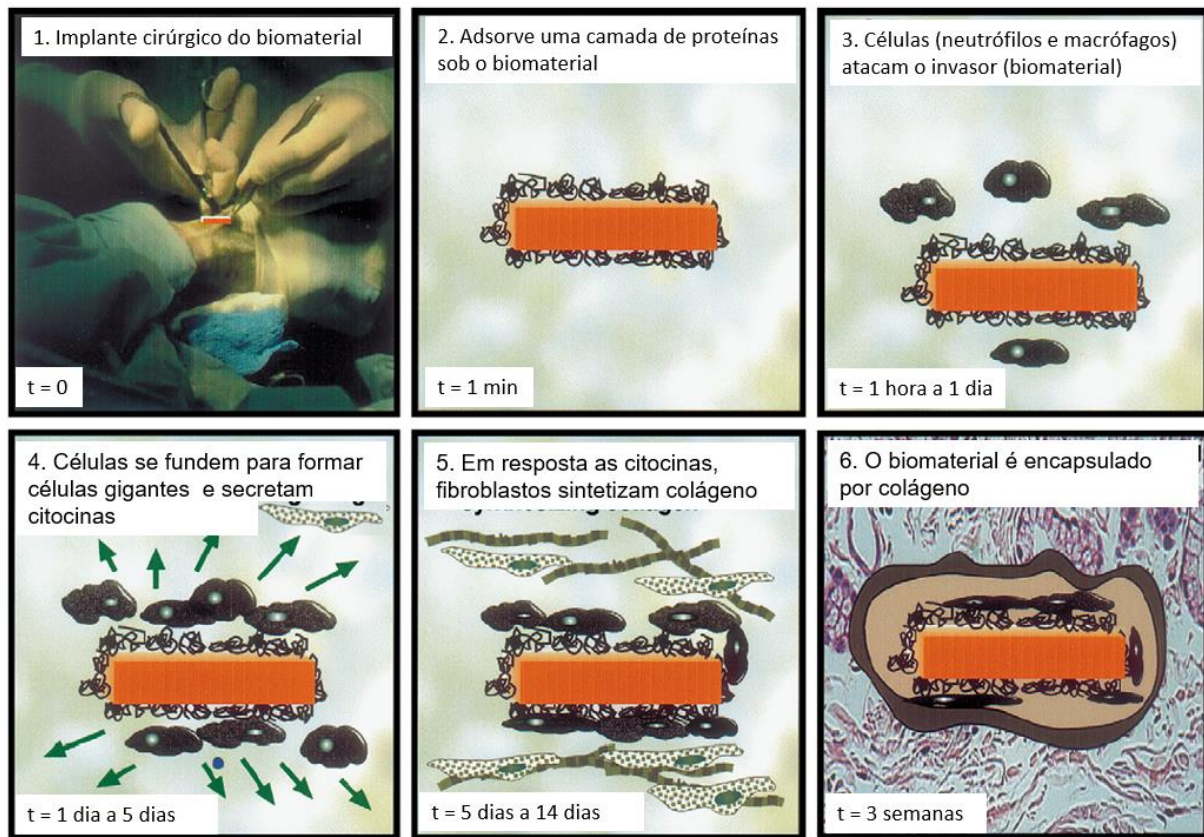 1. Implante cirúrgico do biomaterial
t = 0
2. Adsorve uma camada de proteínas
sob o biomaterial
t = 1 min
3. Células (neutrófilos e macrófagos)
atacam o invasor (biomaterial)
t = 1 hora a 1 dia
4. Células se fundem para formar
células gigantes e secretam
citocinas
t = 1 dia a 5 dias
5. Em resposta as citocinas,
fibroblastos sintetizam colágeno
t = 5 dias a 14 dias
6. O biomaterial é encapsulado
por colágeno
t = 3 semanas